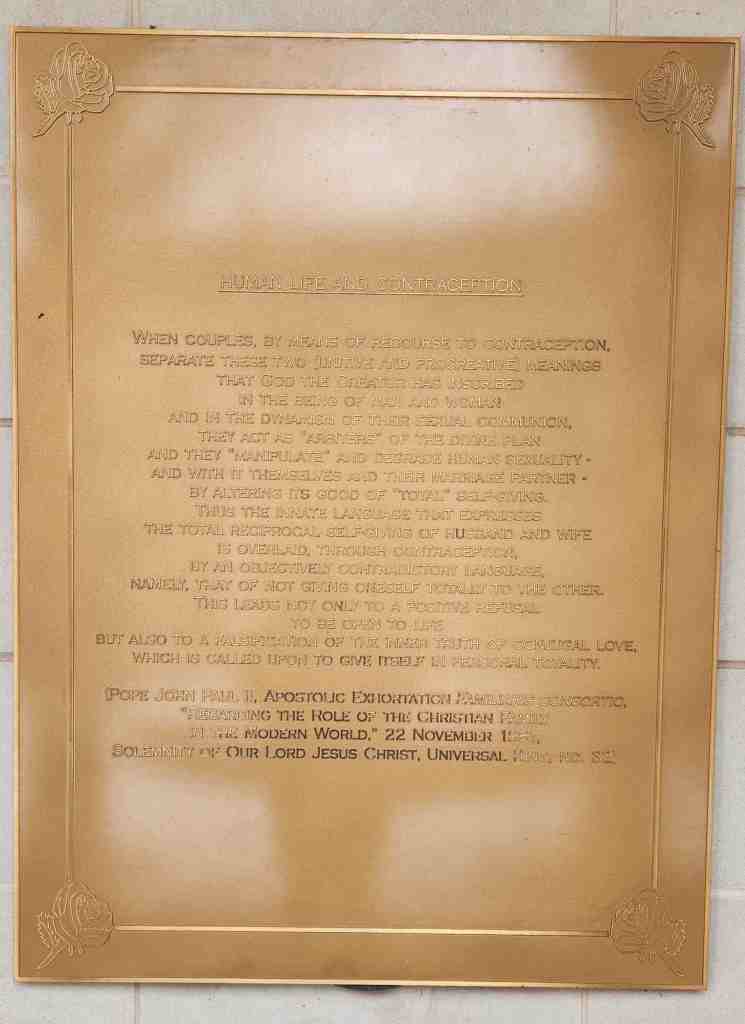 HUMAN LIFE AND CONTRACEPTION
WHEN COUPLES, BY MEANS OF RECOURSE TO CONTRACEPTION,
SEPARATE THESE TWO (UNITIVE AND PROCREATIVE) MEANINGS
THAT GOD THE CREATOR HAS INSCRIBED
IN THE BEING OF MAN AND WOMAN
AND IN THE DYNAMISM OF THEIR SEXUAL COMMUNION,
THEY ACT AS "ARBITERS" OF THE DIVINE PLAN
AND THEY "MANIPULATE" AND DEGRADE HUMAN SEXUALITY -
AND WITH IT THEMSELVES AND THEIR MARRIAGE PARTNER -
BY ALTERING ITS GOOD OF "TOTAL" SELF-GIVING.
THUS THE INNATE LANGUAGE THAT EXPRESSES
THE TOTAL RECIPROCAL SELF-GIVING OF HUSBAND AND WIFE
IS OVERLAID, THROUGH CONTRACEPTION,
BY AN OBJECTIVELY CONTRADICTORY LANGUAGE,
NAMELY, THAT OF NOT GIVING ONESELF TOTALLY TO THE OTHER.
THIS LEADS NOT ONLY TO A POSITIVE REFUSAL
TO BE OPEN TO LIFE
BUT ALSO TO A FALSIFICATION OF THE INNER TRUTH OF CONJUGAL LOVE,
WHICH IS CALLED UPON TO GIVE ITSELF IN PERSONAL TOTALITY.
(POPE JOHN PAUL II, APOSTOLIC EXHORTATION FAMILIARIS CONSORTIO,
"REGARDING THE ROLE OF THE CHRISTIAN FAMILY
IN THE MODERN WORLD," 22 NOVEMBER
SOLEMNITY OF OUR LORD JESUS CHRIST, UNIVERSAL KING, NO.